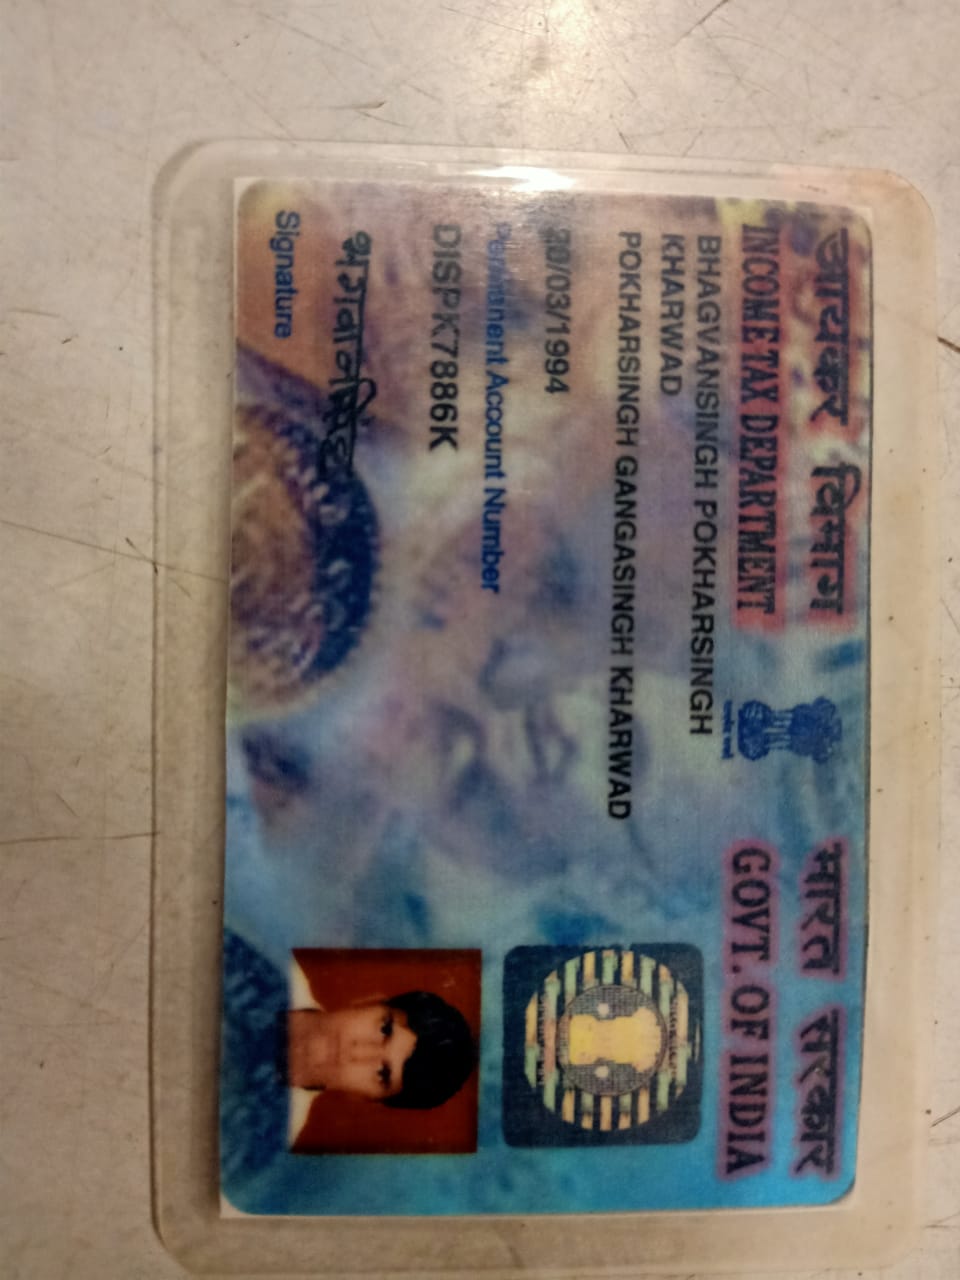 आयकर विभाग
INCOME TAX DEPARTMENT
भारत सरकार
GOVT. OF INDIA
BHAGVANSINGH POKHARSINGH
KHARWAD
POKHARSINGH GANGASINGH KHARWAD
/03/1994
Permanent Account Number
DISPK7886K
भगवानसिंह
Signature